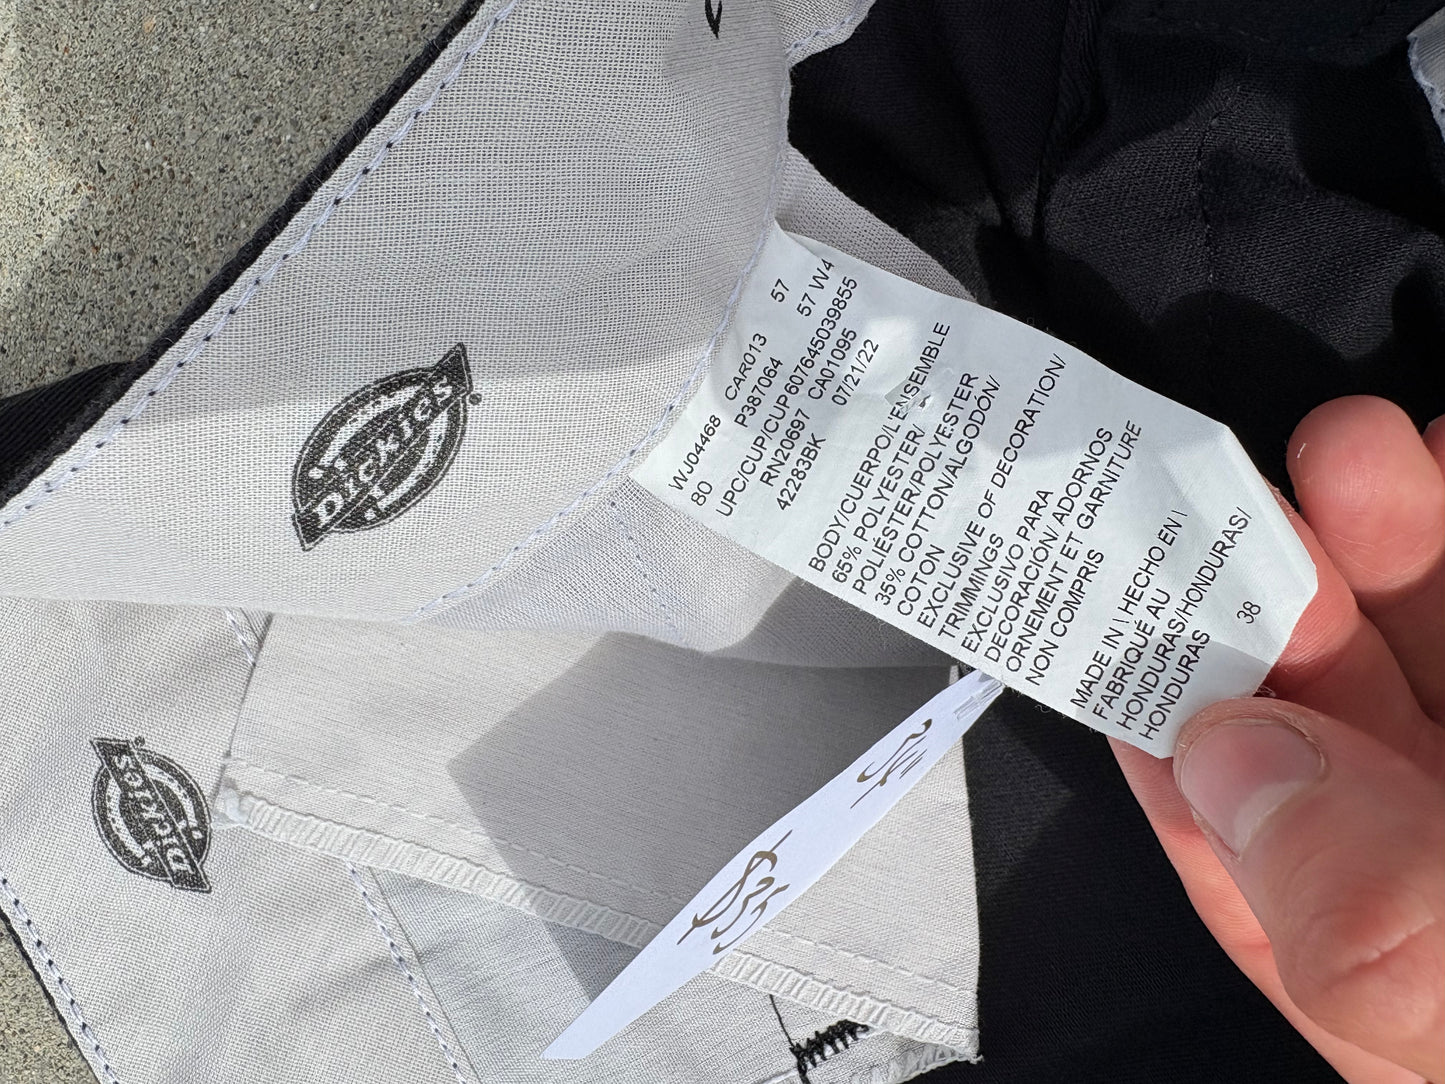 WJ04468 CAR013 57
80 P387064 57 W4
UPC/CUP/CUP 607645039855
RN20697 CA01095
42283BK 07/21/22
BODY/CUERPO/L'ENSEMBLE
65% POLYESTER/
POLIÉSTER/POLYESTER
35% COTTON/ALGODÓN/
COTON
EXCLUSIVE OF DECORATION/
TRIMMINGS
EXCLUSIVO PARA
DECORACIÓN/ ADORNOS
ORNEMENT ET GARNITURE
NON COMPRIS
MADE IN \ HECHO EN \
FABRIQUÉ AU
HONDURAS/HONDURAS/
HONDURAS
38
Dickies
Dickies